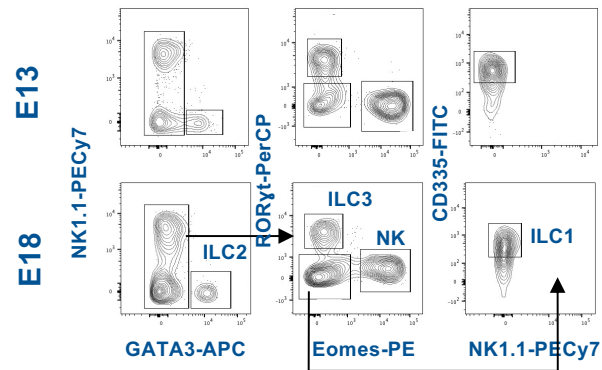 E13
E18
NK1.1-PECy7
RORγt-PerCP
CD335-FITC
ILC3
ILC2
NK
ILC1
GATA3-APC
Eomes-PE
NK1.1-PECy7